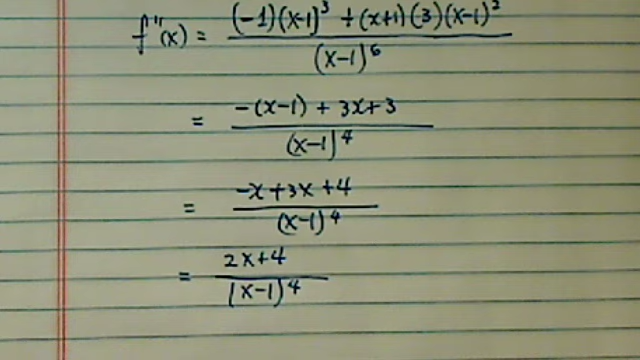 f"(x) = (-1)(x-1)³ + (x+1)(3)(x-1)² / (x-1)⁶
= -(x-1) + 3x+3 / (x-1)⁴
= -x+3x+4 / (x-1)⁴
= 2x+4 / (x-1)⁴